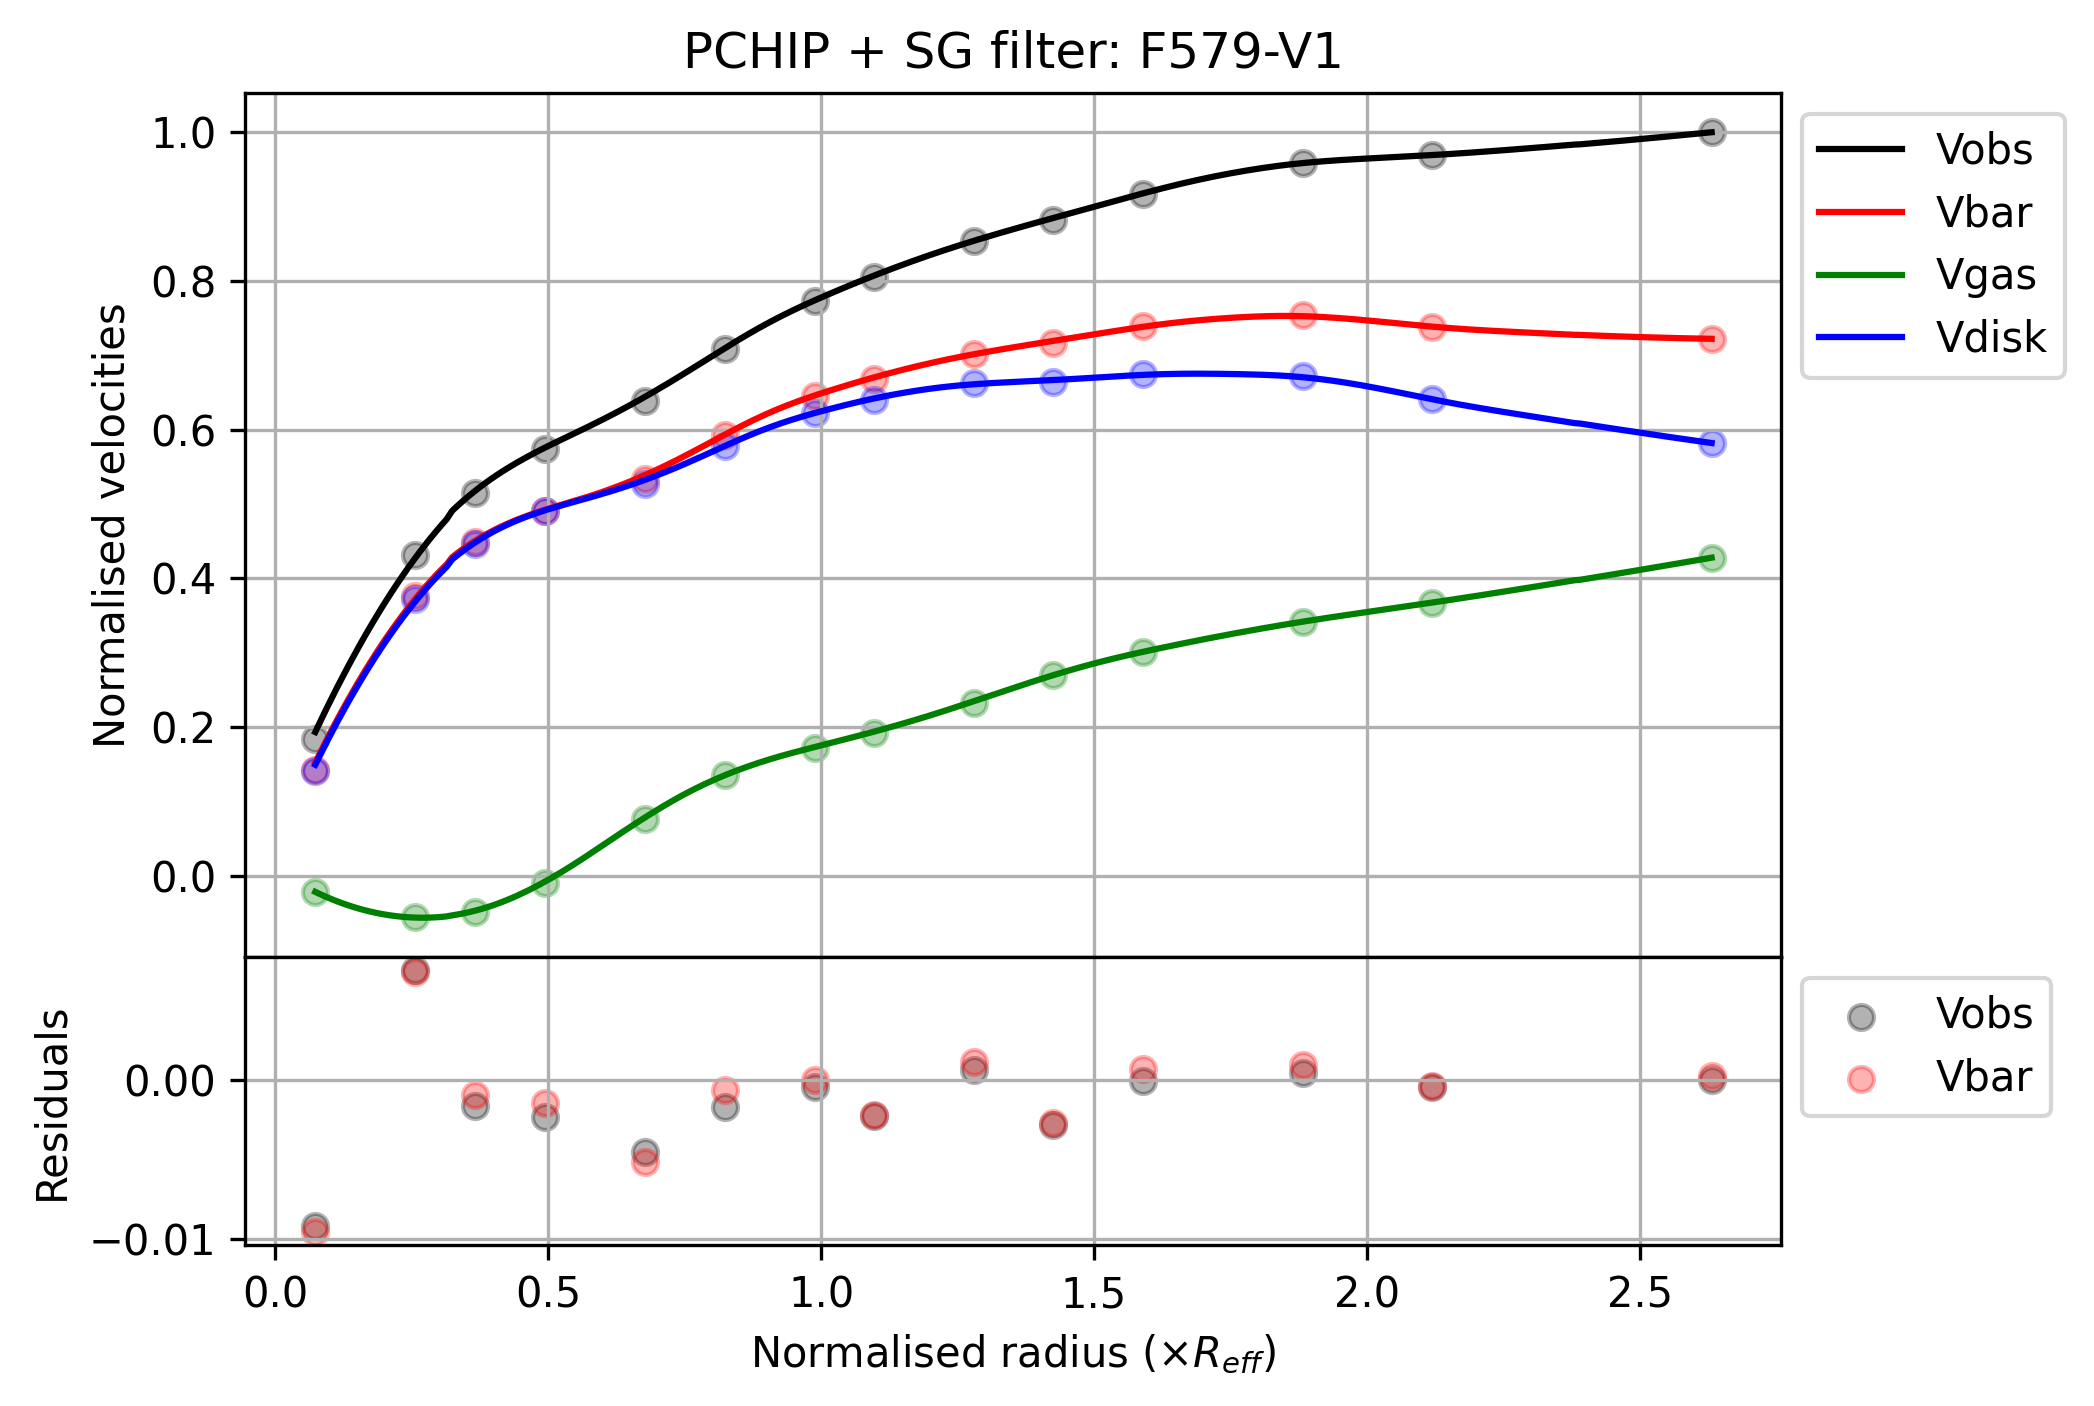 PCHIP + SG filter: F579-V1
Normalised velocities
1.0
0.8
0.6
0.4
0.2
0.0
Vobs
Vbar
Vgas
Vdisk
Residuals
0.00
−0.01
Vobs
Vbar
0.0 0.5 1.0 1.5 2.0 2.5
Normalised radius (×R_eff)